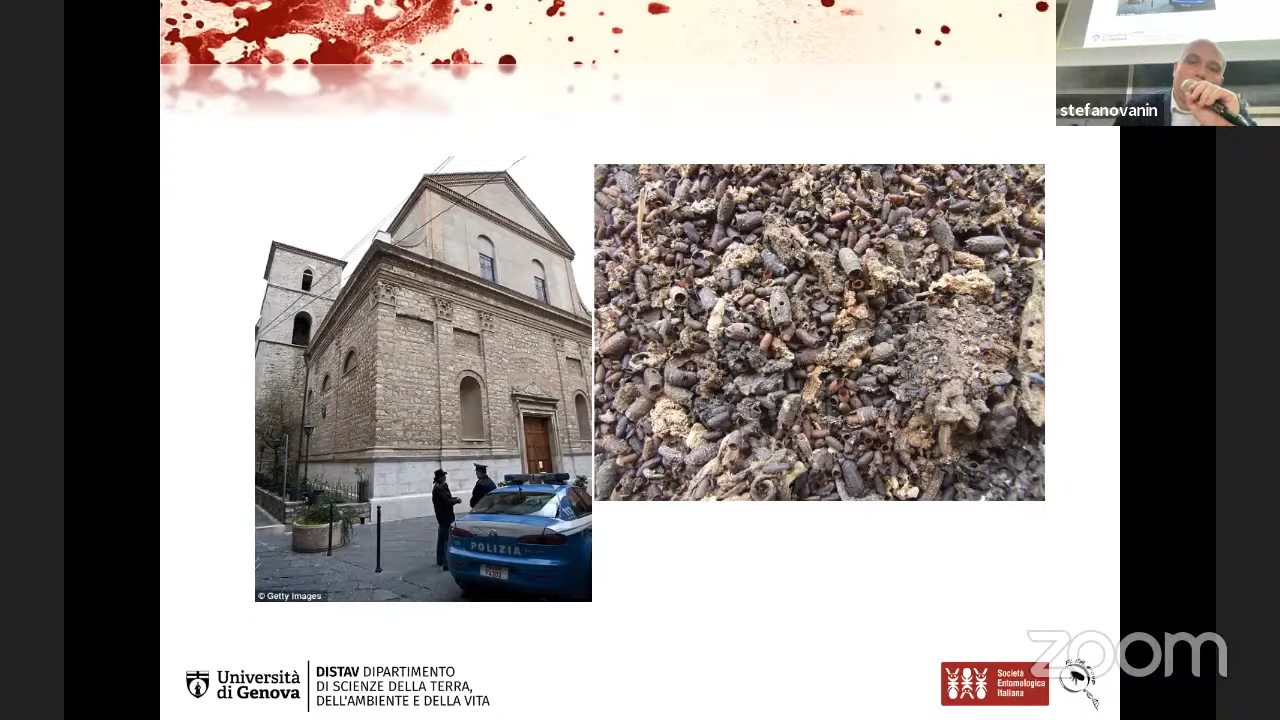 stefanovanin
POLIZIA
© Getty Images
Università
di Genova
DISTAV DIPARTIMENTO
DI SCIENZE DELLA TERRA,
DELL'AMBIENTE E DELLA VITA
Società
Entomologica
Italiana
zoom